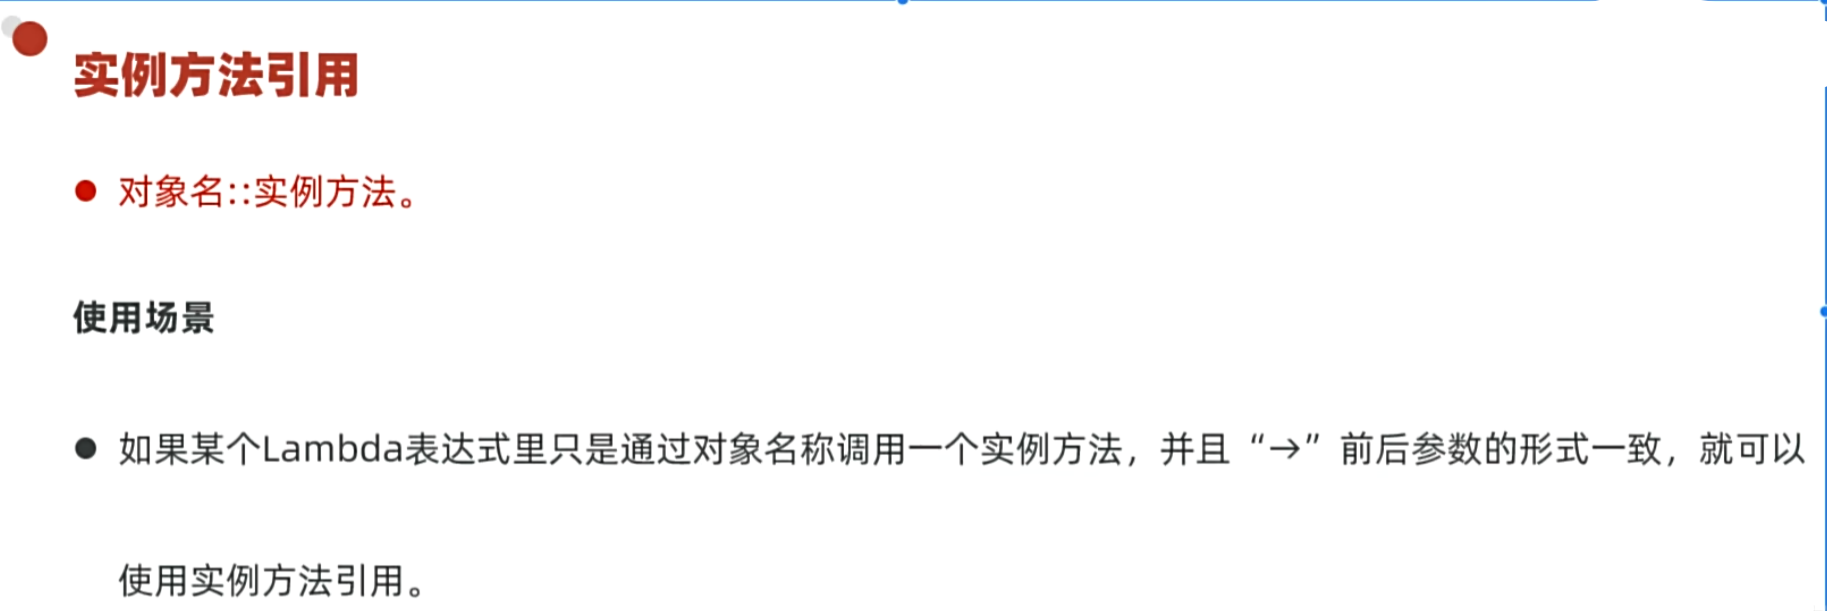 实例方法引用
对象名::实例方法。
使用场景
如果某个Lambda表达式里只是通过对象名称调用一个实例方法，并且“→”前后参数的形式一致，就可以
使用实例方法引用。